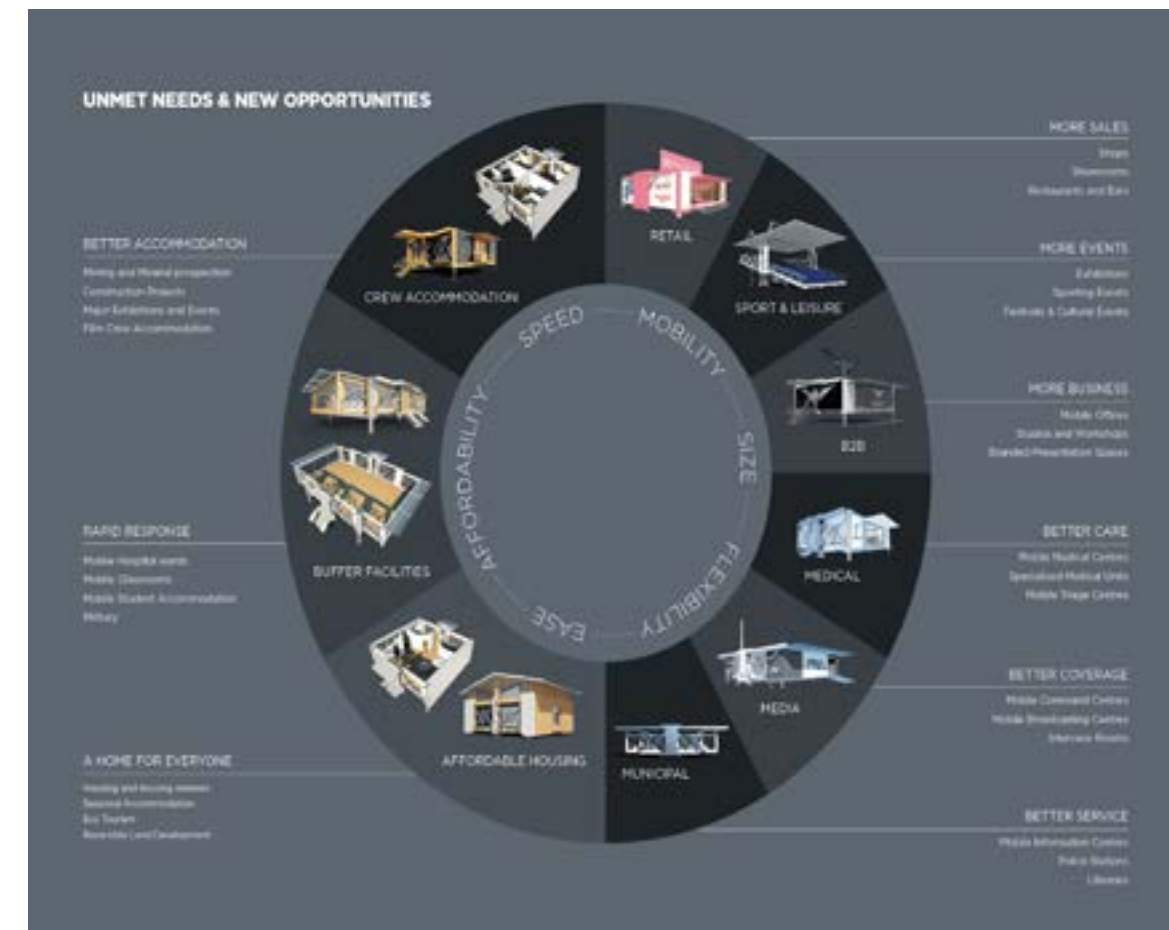 UNMET NEEDS & NEW OPPORTUNITIES
BETTER ACCOMMODATION
Mining and Mineral prospection
Construction Projects
Major Exhibitions and Events
Film Crew Accommodation
RAPID RESPONSE
Mobile Hospital wards
Mobile Classrooms
Mobile Student Accommodation
Military
A HOME FOR EVERYONE
Housing and housing
Seasonal Accommodation
Eco Tourism
Reversible Land Development
CREW ACCOMMODATION
RETAIL
SPORT & LEISURE
B2B
MEDICAL
MEDIA
MUNICIPAL
AFFORDABLE HOUSING
BUFFER FACILITIES
SPEED
MOBILITY
SIZE
FLEXIBILITY
EASE
AFFORDABILITY
MORE SALES
Shops
Showrooms
Restaurants and Bars
MORE EVENTS
Exhibitions
Sporting Events
Festivals & Cultural Events
MORE BUSINESS
Mobile Offices
Studios and Workshops
Branded Presentation Spaces
BETTER CARE
Mobile Medical Centres
Specialised Medical Units
Mobile Triage Centres
BETTER COVERAGE
Mobile Command Centres
Mobile Broadcasting Centres
Interview Rooms
BETTER SERVICE
Mobile Information Centres
Police Stations
Libraries